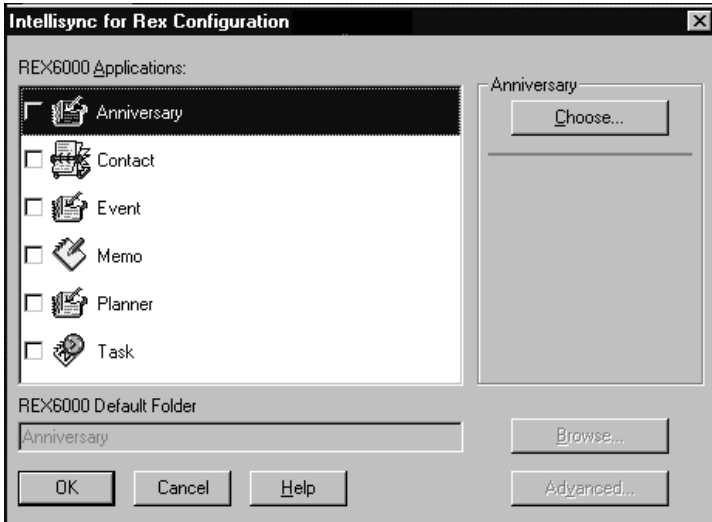 Intellisync for Rex Configuration
REX6000 Applications:
Anniversary
Contact
Event
Memo
Planner
Task
Anniversary
Choose...
REX6000 Default Folder
Anniversary
Browse...
OK
Cancel
Help
Advanced...